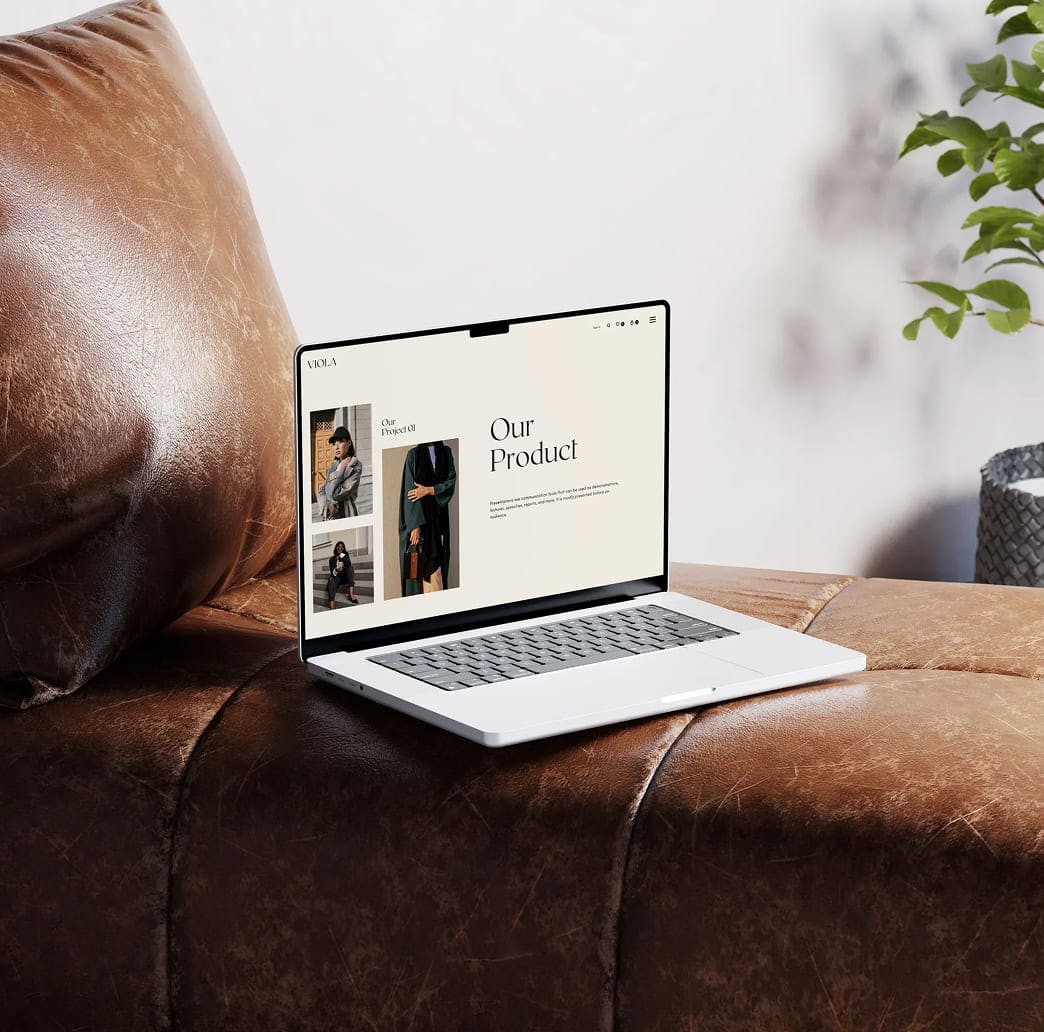 VIOLA
Sign in
Our
Project 01
Our
Product
Presentations are communication tools that can be used as demonstrations,
lectures, speeches, reports, and more. It is mostly presented before an
audience.